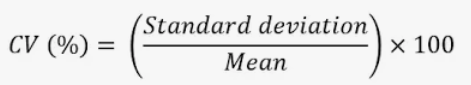 CV (%) = (Standard deviation / Mean) × 100